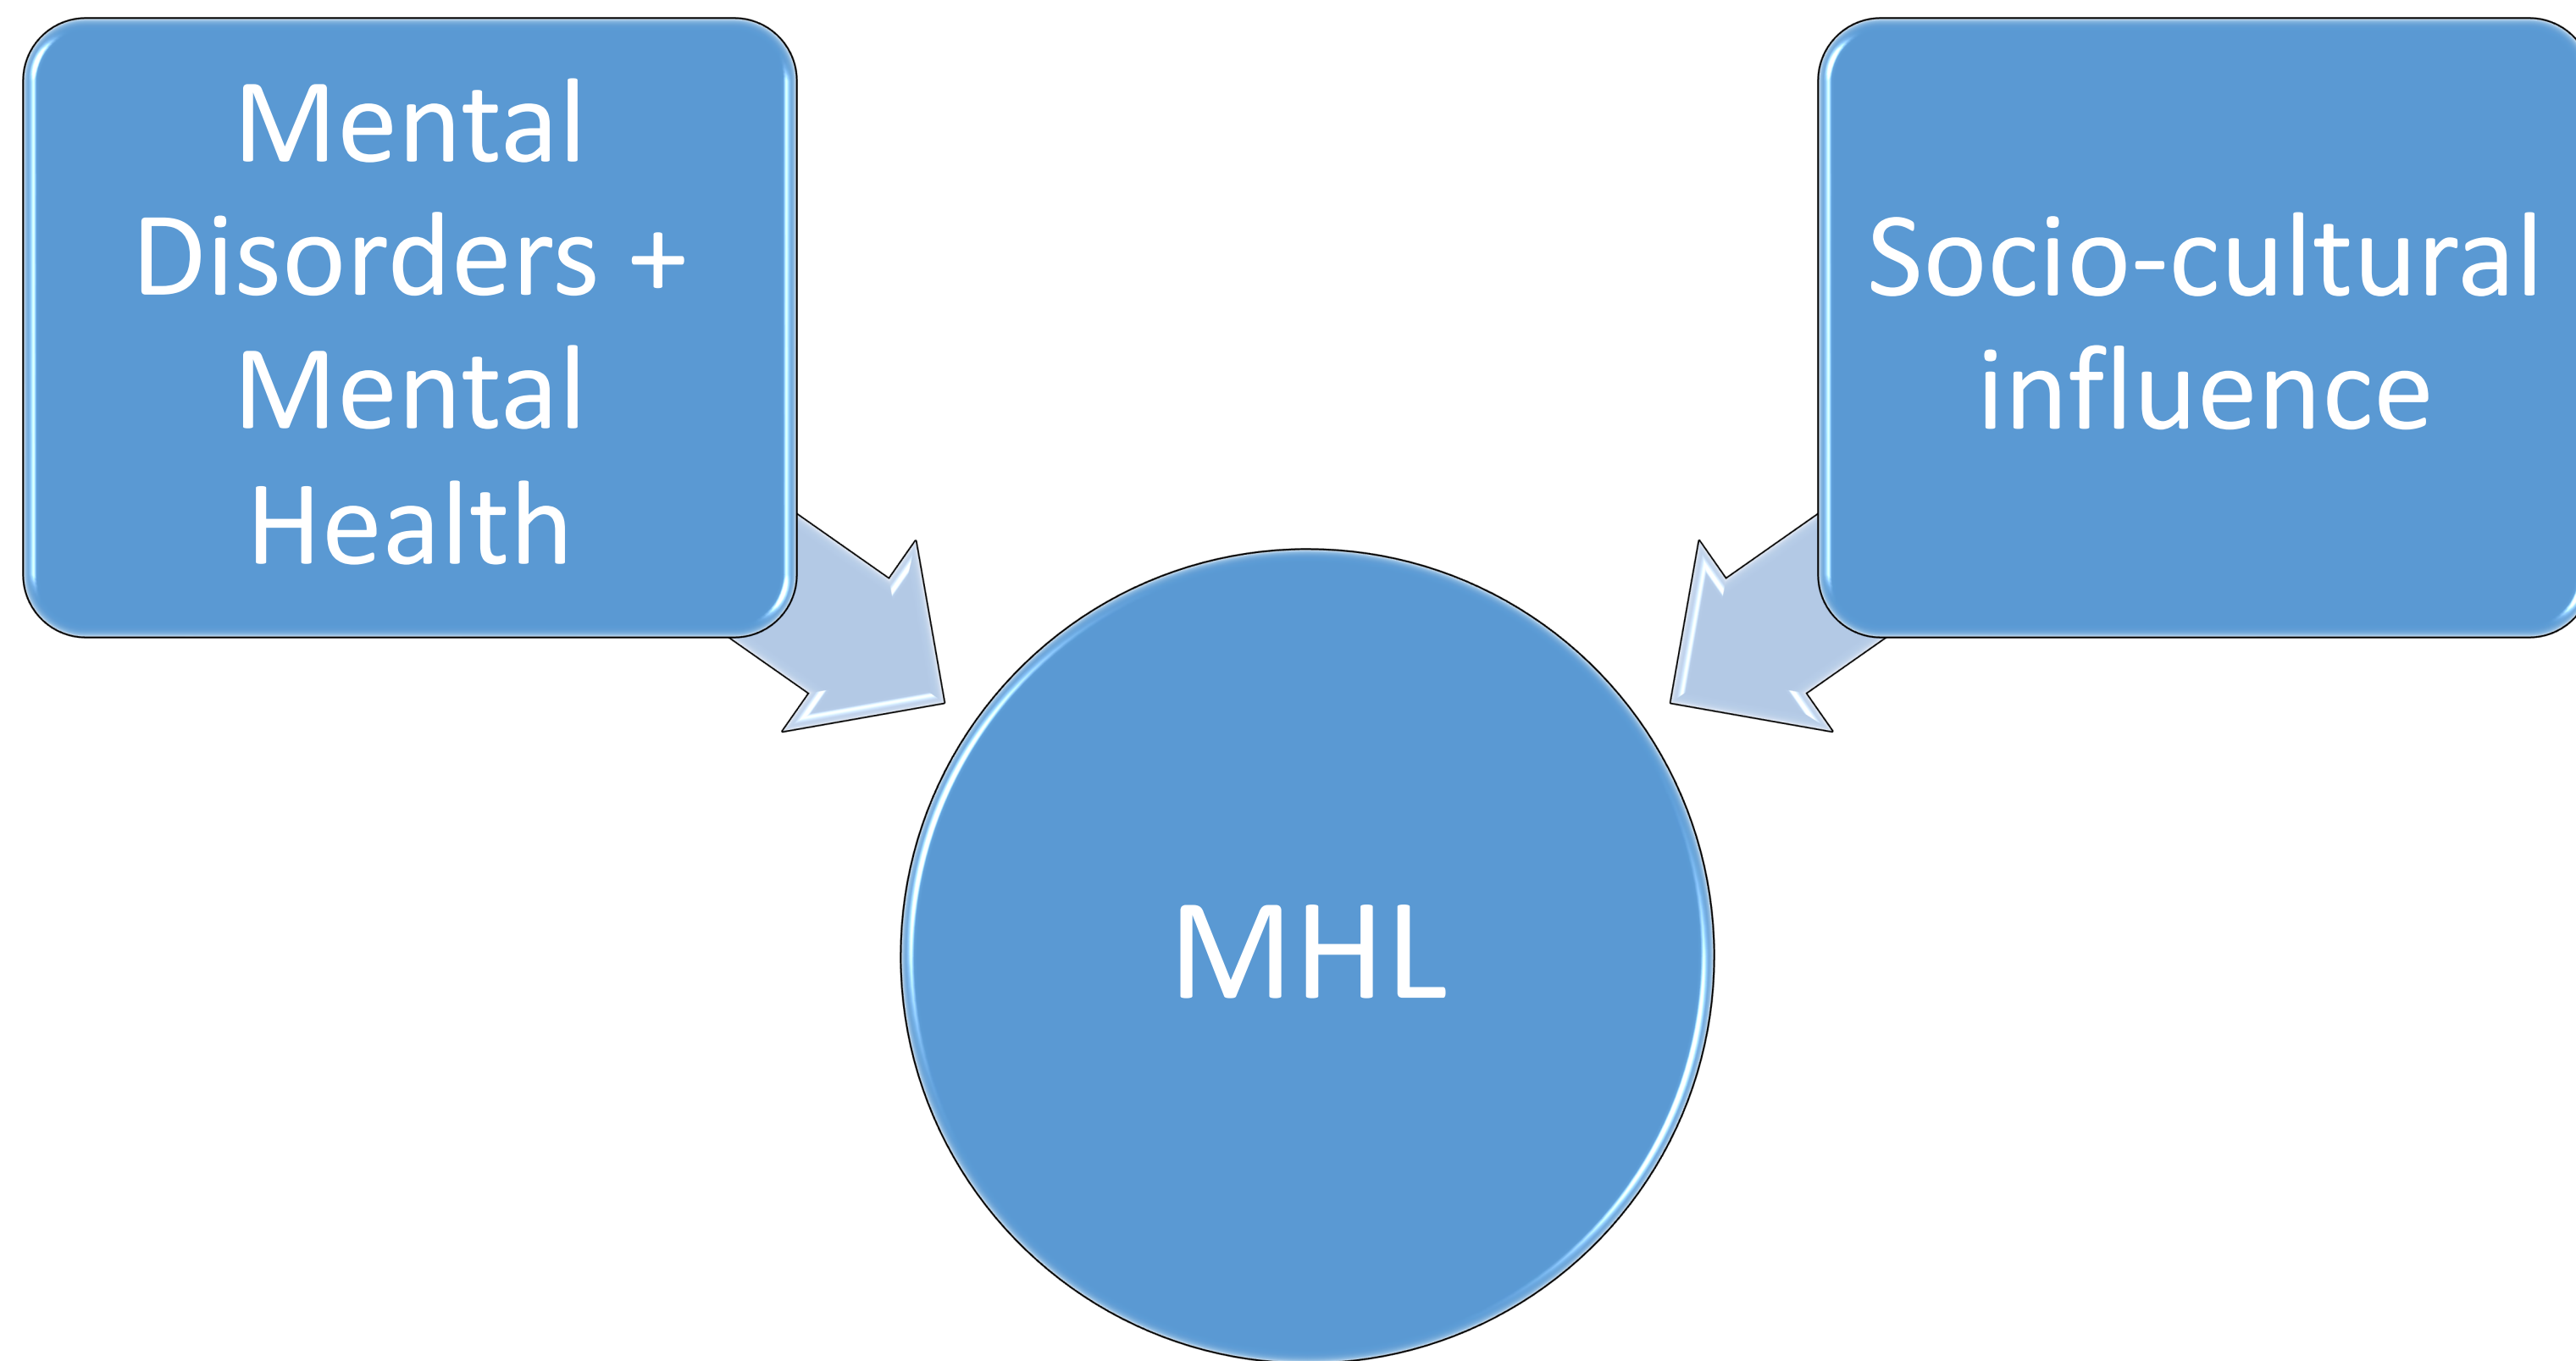 Mental
Disorders +
Mental
Health
Socio-cultural
influence
MHL